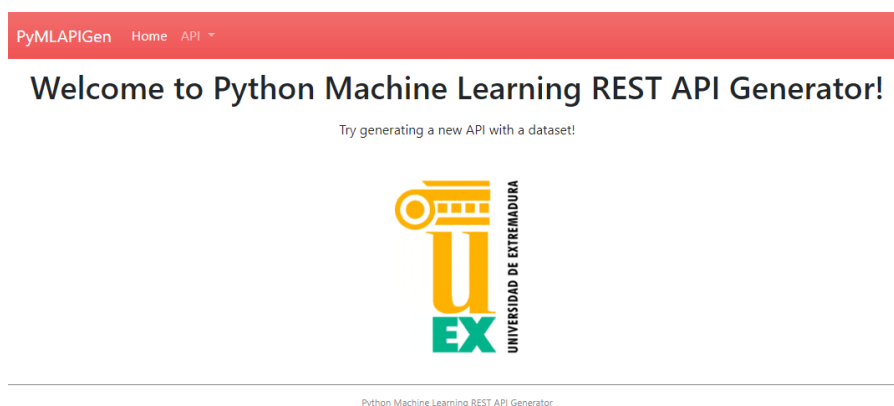 PyMLAPIGen Home API
Welcome to Python Machine Learning REST API Generator!
Try generating a new API with a dataset!
u
EX
UNIVERSIDAD DE EXTREMADURA
Python Machine Learning REST API Generator